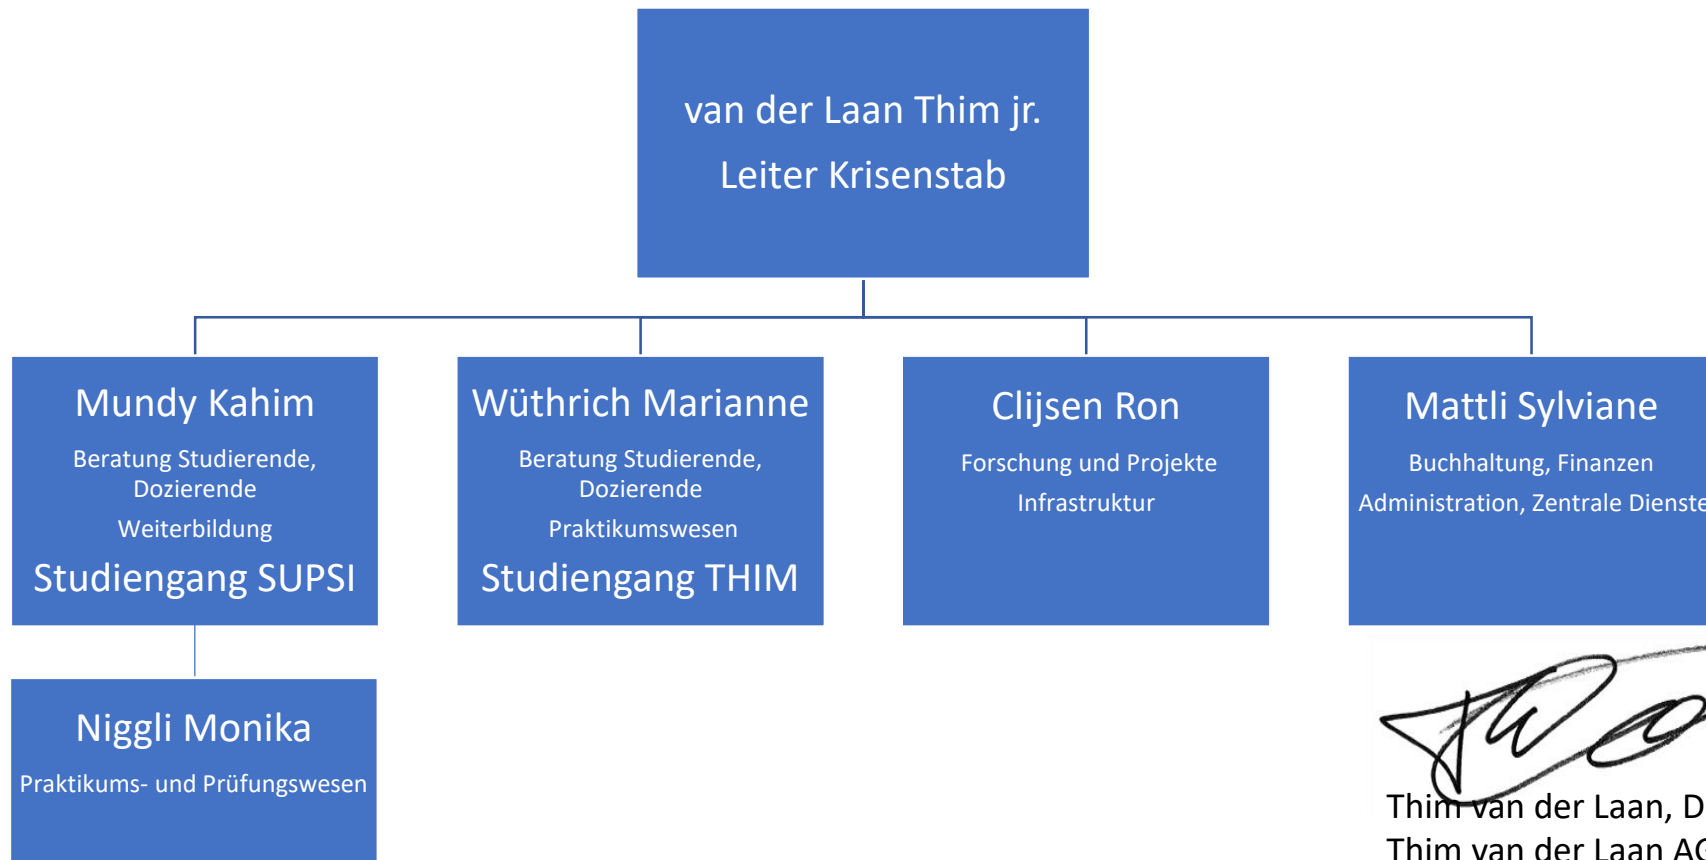 van der Laan Thim jr.
Leiter Krisenstab
Mundy Kahim
Beratung Studierende,
Dozierende
Weiterbildung
Studiengang SUPSI
Wüthrich Marianne
Beratung Studierende,
Dozierende
Praktikumswesen
Studiengang THIM
Clijsen Ron
Forschung und Projekte
Infrastruktur
Mattli Sylviane
Buchhaltung, Finanzen
Administration, Zentrale Dienste
Niggli Monika
Praktikums- und Prüfungswesen
Thim van der Laan, D
Thim van der Laan AG